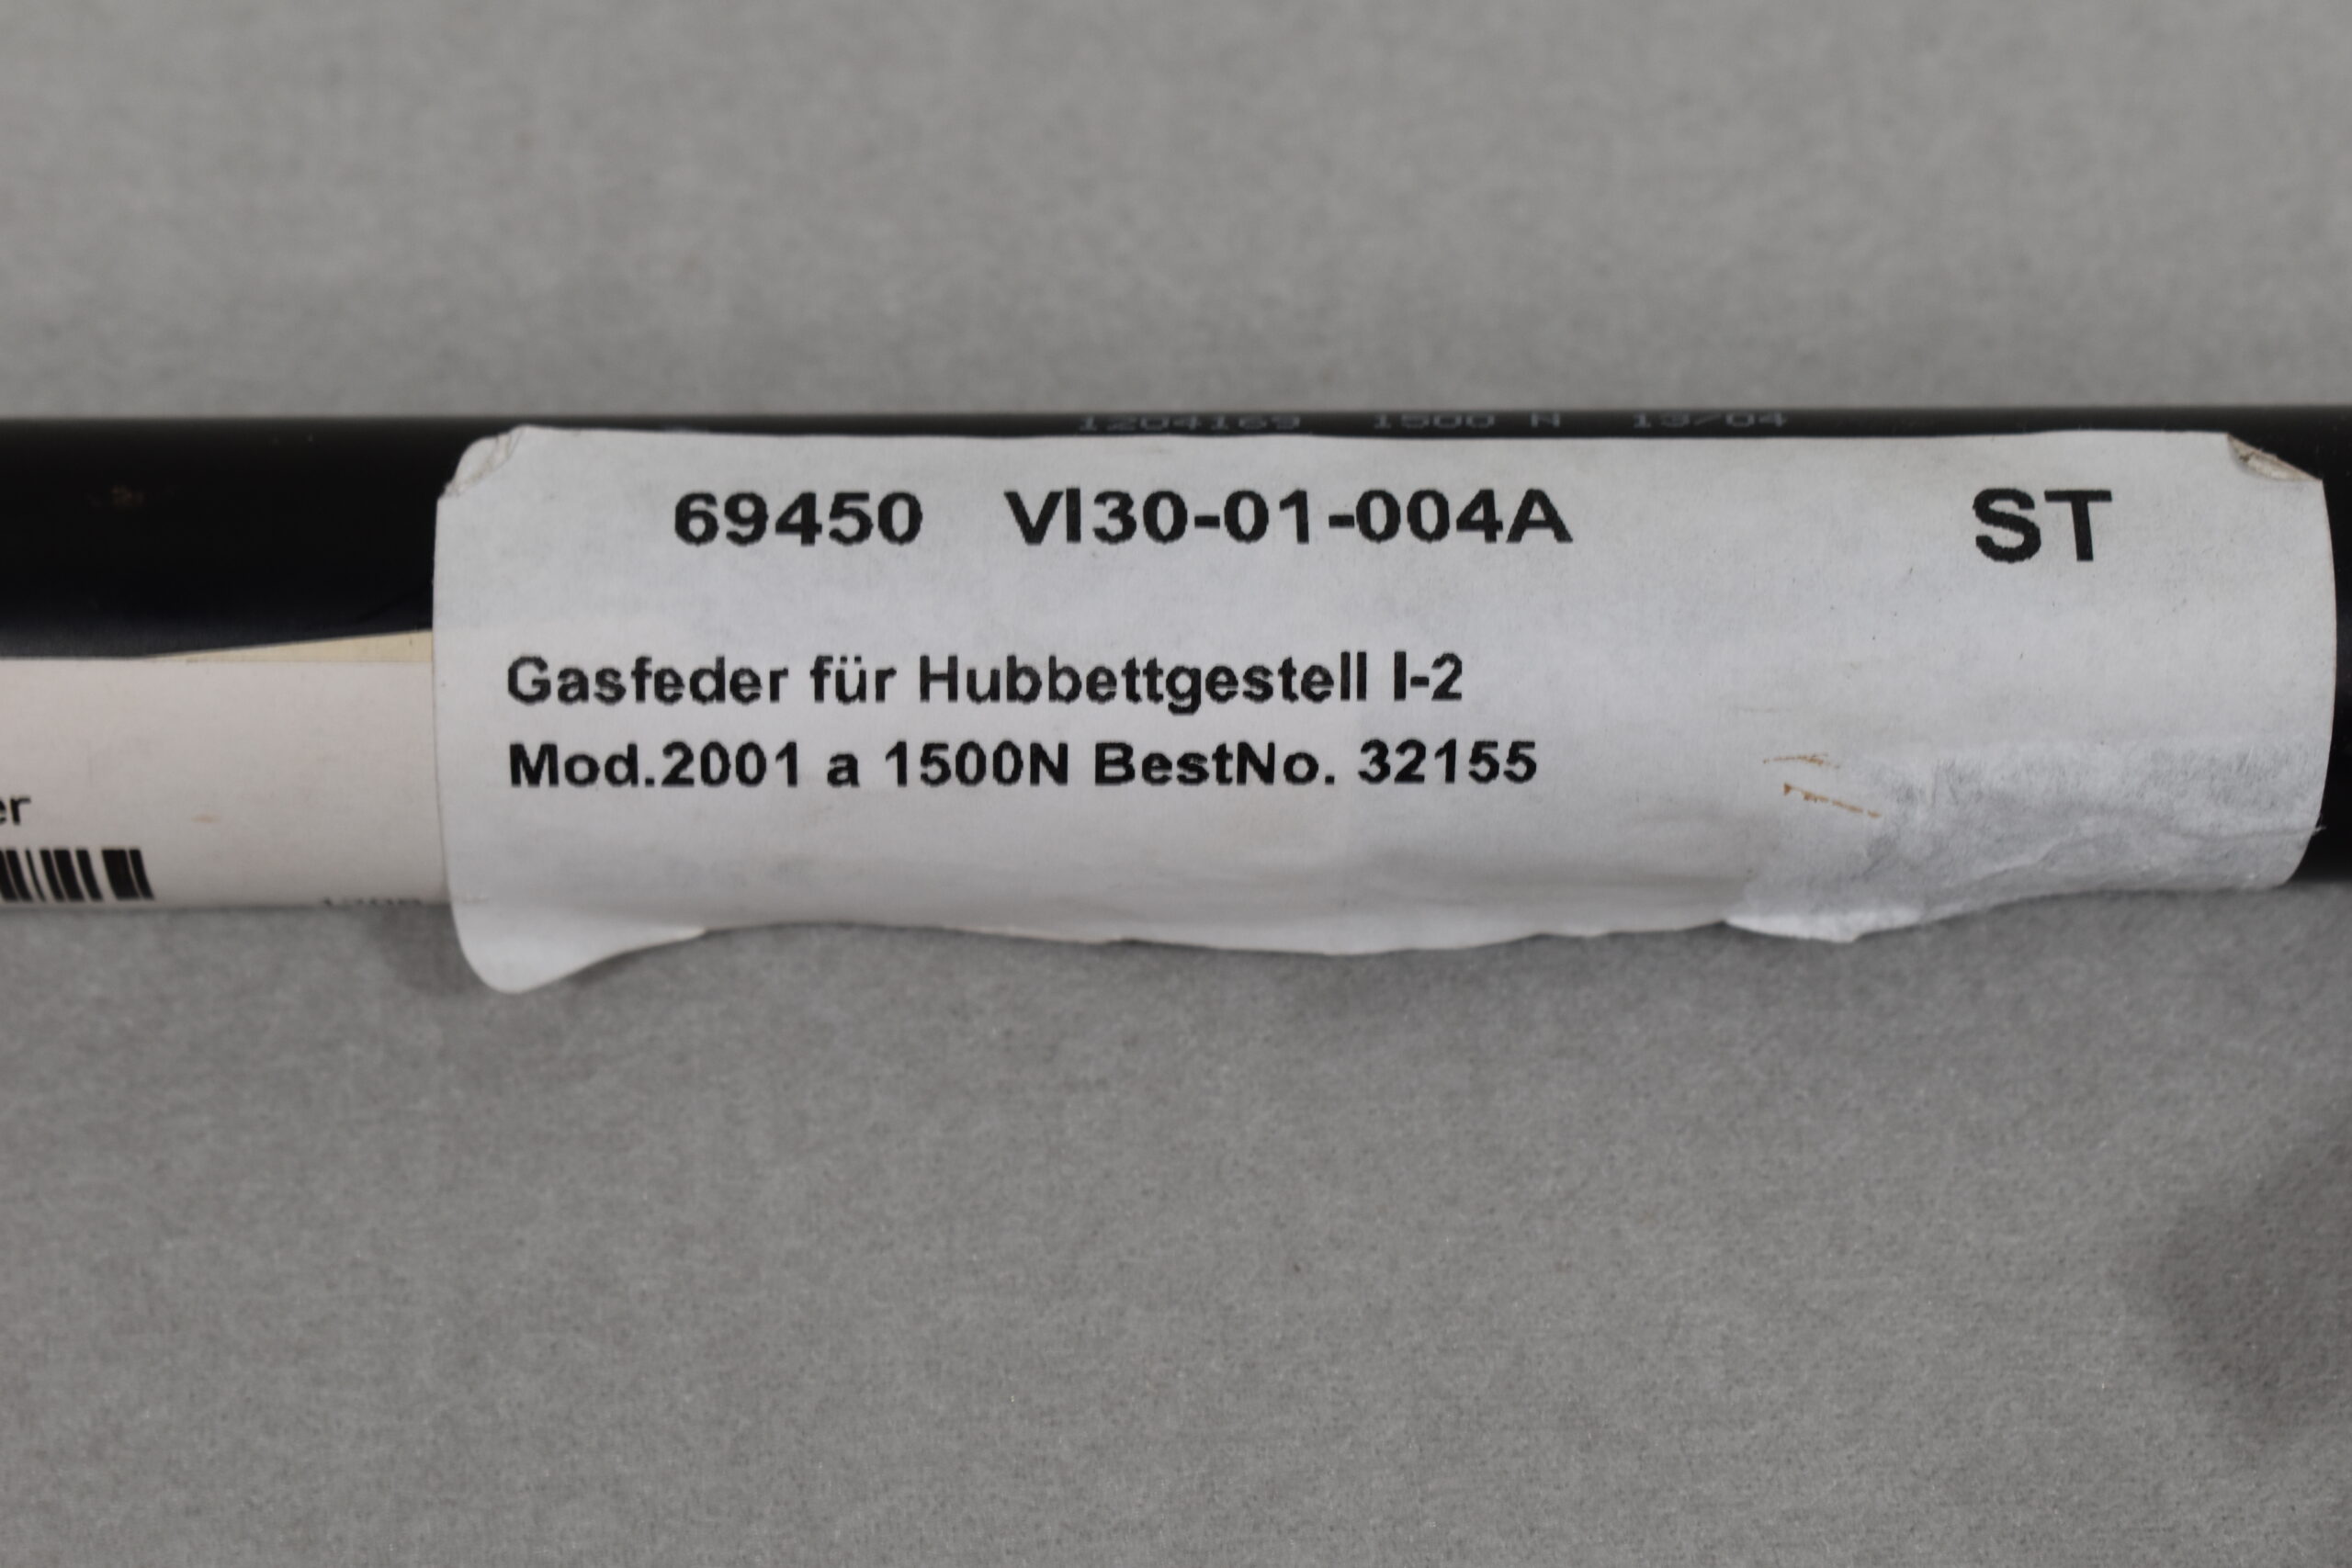 1204169 1500 N 13/04
69450 VI30-01-004A ST
Gasfeder für Hubbettgestell I-2
Mod.2001 a 1500N BestNo. 32155
er